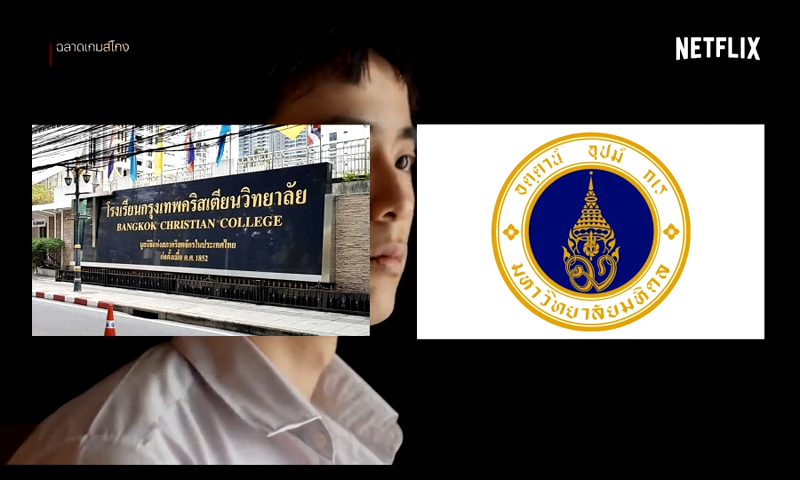 ฉลาดเกมส์โกง
NETFLIX
โรงเรียนกรุงเทพคริสเตียนวิทยาลัย
BANGKOK CHRISTIAN COLLEGE
มูลนิธิแห่งสภาคริสตจักรในประเทศไทย
ก่อตั้งเมื่อ ค.ศ. 1852
อตฺตานํ อุปมํ กเร
มหาวิทยาลัยมหิดล